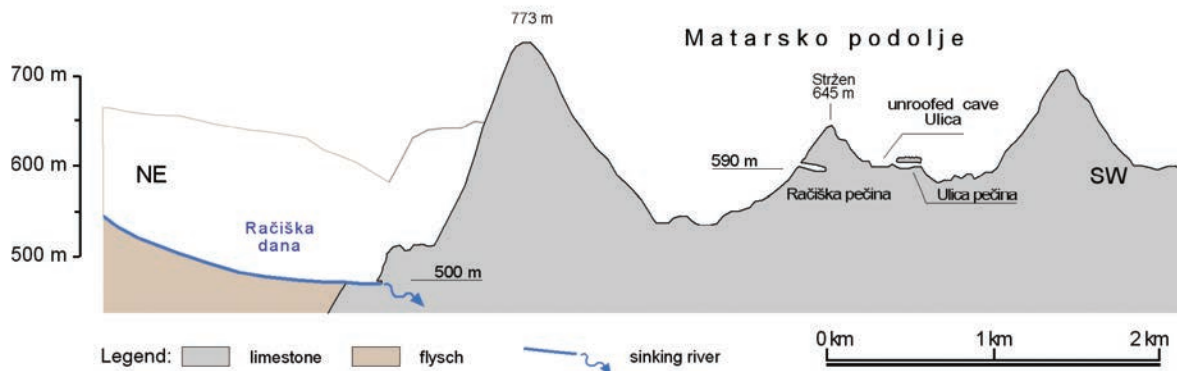 773 m
Matarsko podolje
700 m
Stržen
645 m
unroofed cave
Ulica
600 m
NE
590 m
Račiška pečina
Ulica pečina
SW
Račiška
dana
500 m
500 m
0 km 1 km 2 km
Legend: limestone flysch sinking river